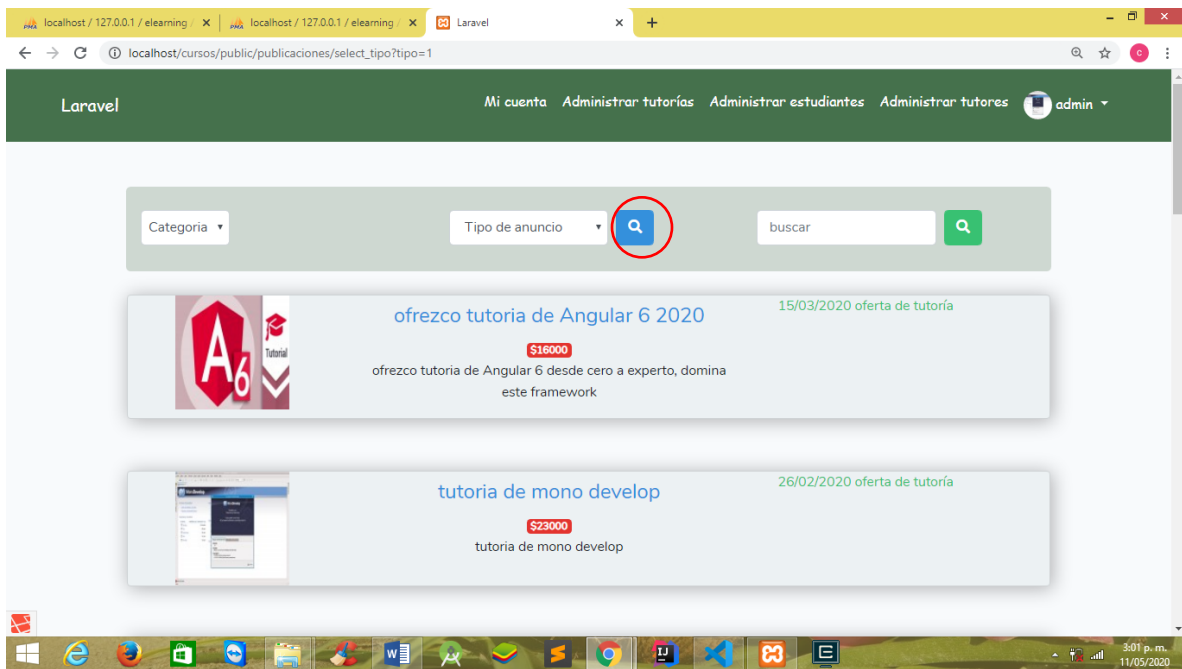 localhost / 127.0.0.1 / elearning /
localhost / 127.0.0.1 / elearning /
Laravel
localhost/cursos/public/publicaciones/select_tipo?tipo=1
c
Laravel
Mi cuenta Administrar tutorías Administrar estudiantes Administrar tutores admin
Categoria
Tipo de anuncio
buscar
A6
Tutorial
ofrezco tutoria de Angular 6 2020
15/03/2020 oferta de tutoría
$16000
ofrezco tutoria de Angular 6 desde cero a experto, domina
este framework
tutoria de mono develop
26/02/2020 oferta de tutoría
$23000
tutoria de mono develop
3:01 p. m.
11/05/2020